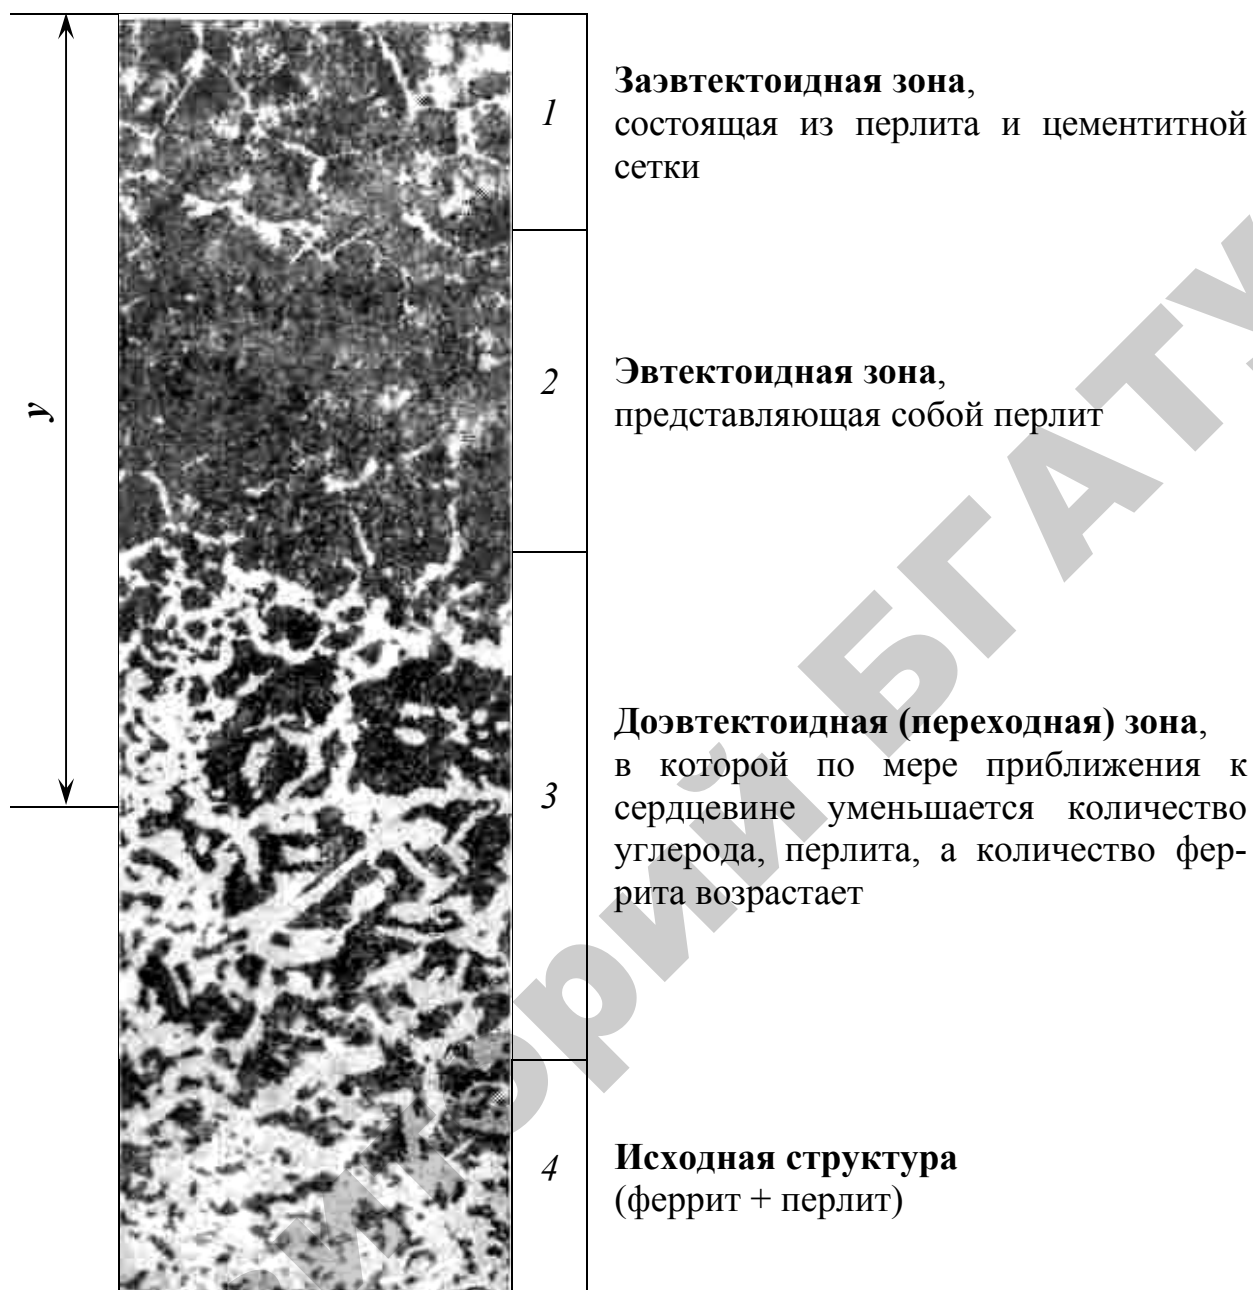 1
Заэвтектоидная зона,
состоящая из перлита и цементитной
сетки
2
Эвтектоидная зона,
представляющая собой перлит
у
3
Доэвтектоидная (переходная) зона,
в которой по мере приближения к
сердцевине уменьшается количество
углерода, перлита, а количество фер-
рита возрастает
4
Исходная структура
(феррит + перлит)
БГАТУ